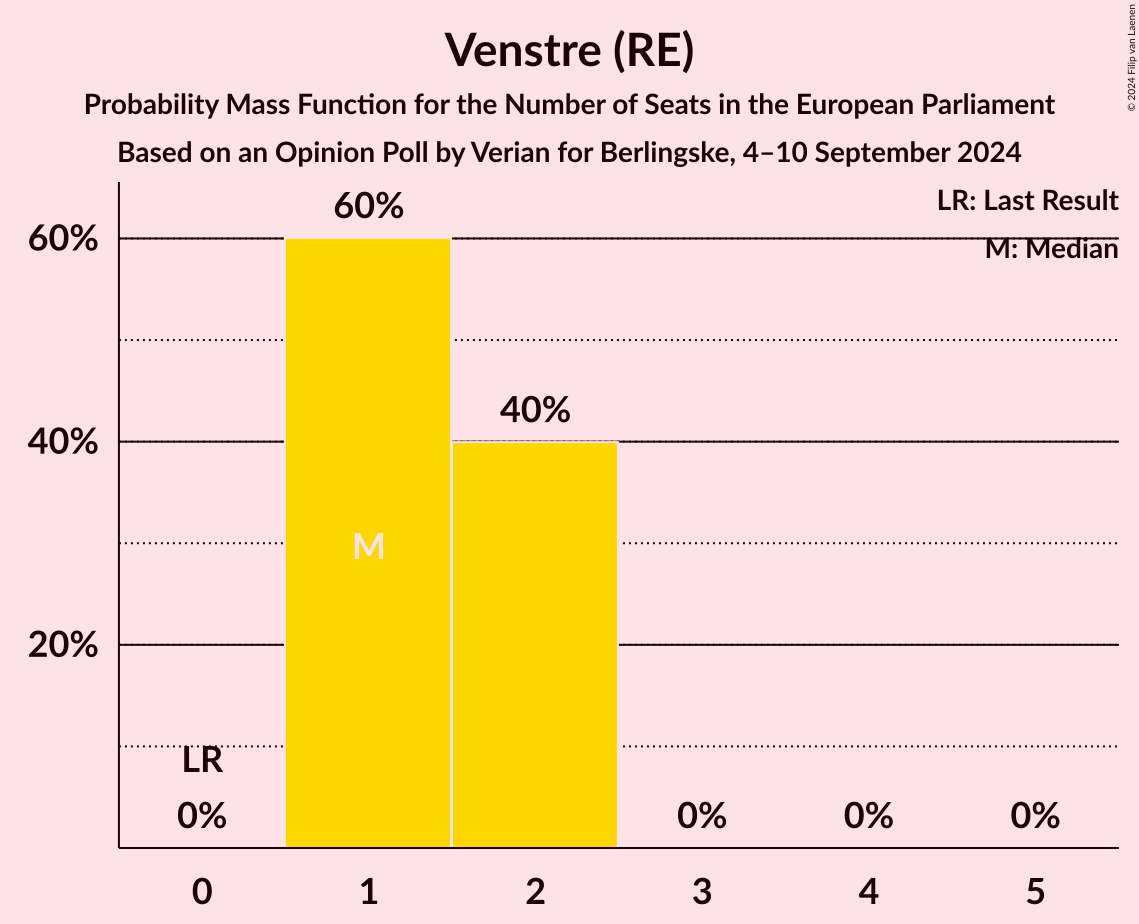 Venstre (RE)
Probability Mass Function for the Number of Seats in the European Parliament
Based on an Opinion Poll by Verian for Berlingske, 4–10 September 2024
© 2024 Filip van Laenen
LR: Last Result
M: Median
60%
40%
20%
60%
40%
M
LR
0%
0%
0%
0%
0
1
2
3
4
5